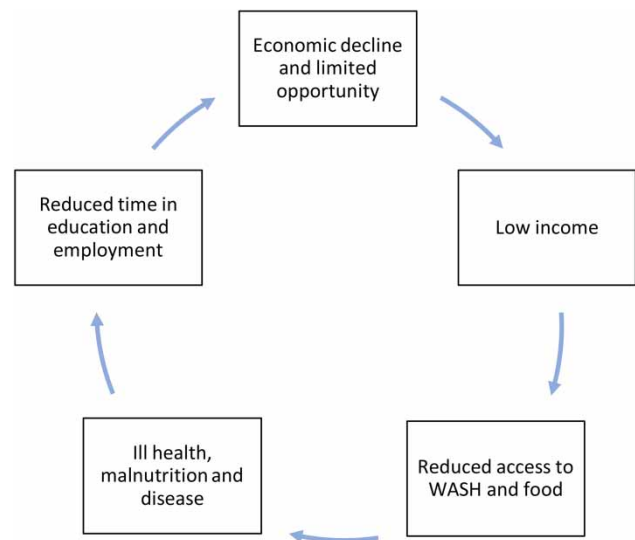 Economic decline
and limited
opportunity
Low income
Reduced access to
WASH and food
Ill health,
malnutrition and
disease
Reduced time in
education and
employment